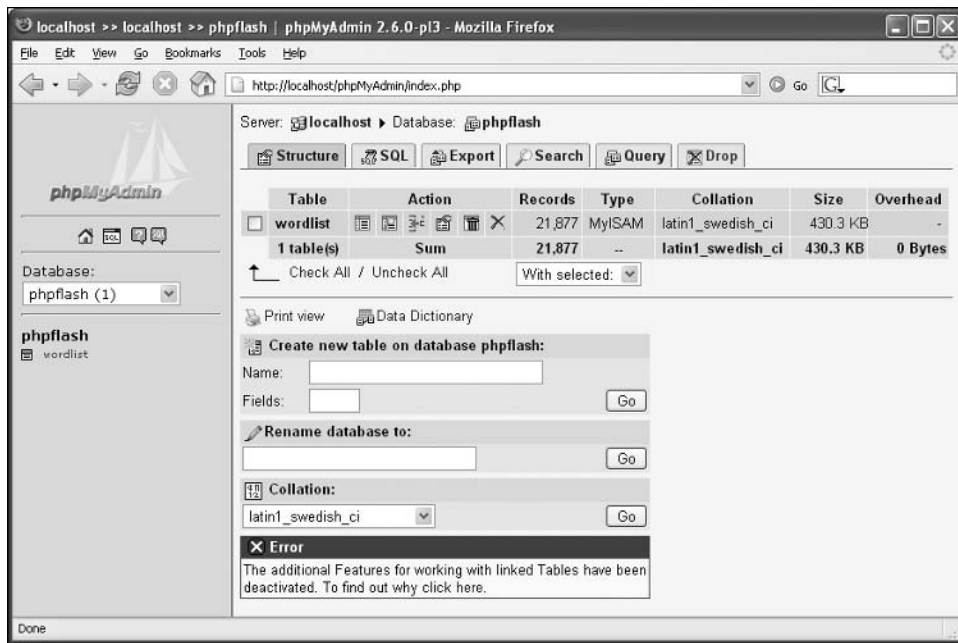 localhost >> localhost >> phpflash | phpMyAdmin 2.6.0-pl3 - Mozilla Firefox
File Edit View Go Bookmarks Tools Help
http://localhost/phpMyAdmin/index.php Go
phpMyAdmin
Database:
phpflash (1)
phpflash
wordlist
Server: localhost Database: phpflash
Structure SQL Export Search Query Drop
Table Action Records Type Collation Size Overhead
wordlist 21,877 MyISAM latin1_swedish_ci 430.3 KB -
1 table(s) Sum 21,877 -- latin1_swedish_ci 430.3 KB 0 Bytes
Check All / Uncheck All With selected:
Print view Data Dictionary
Create new table on database phpflash:
Name:
Fields: Go
Rename database to:
Go
Collation:
latin1_swedish_ci Go
Error
The additional Features for working with linked Tables have been
deactivated. To find out why click here.
Done